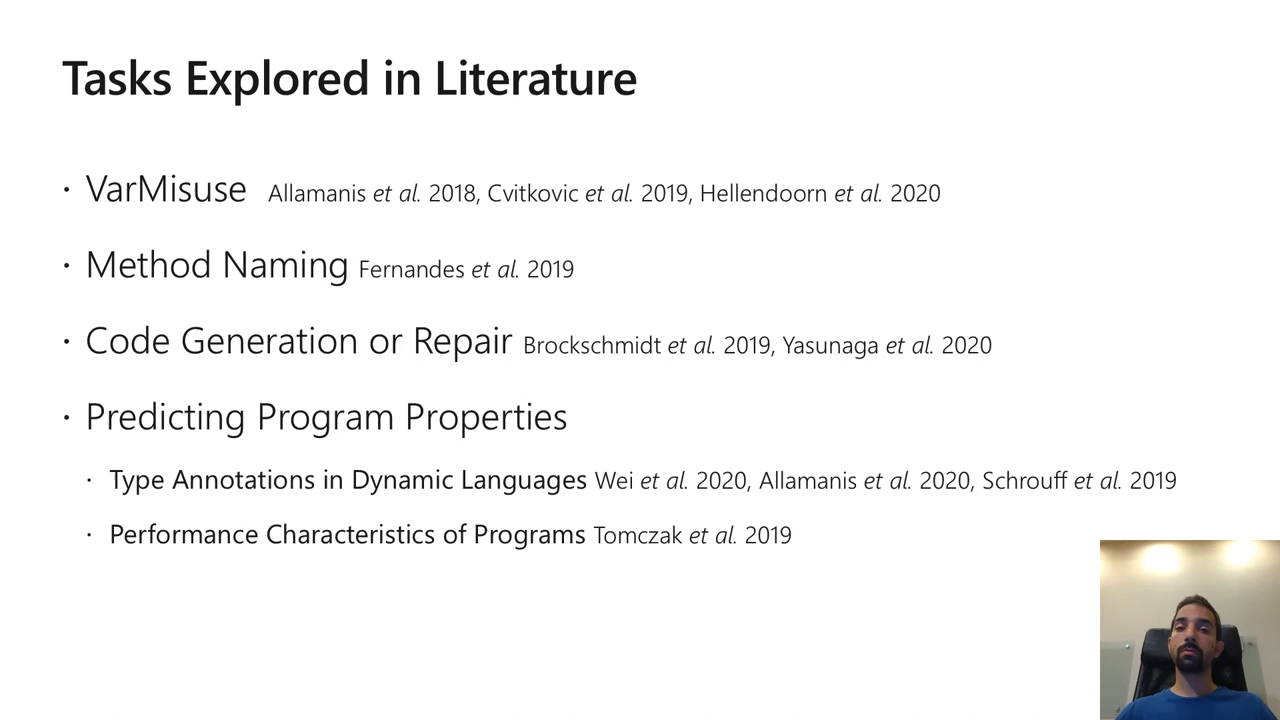 Tasks Explored in Literature
• VarMisuse Allamanis et al. 2018, Cvitkovic et al. 2019, Hellendoorn et al. 2020
• Method Naming Fernandes et al. 2019
• Code Generation or Repair Brockschmidt et al. 2019, Yasunaga et al. 2020
• Predicting Program Properties
• Type Annotations in Dynamic Languages Wei et al. 2020, Allamanis et al. 2020, Schrouff et al. 2019
• Performance Characteristics of Programs Tomczak et al. 2019